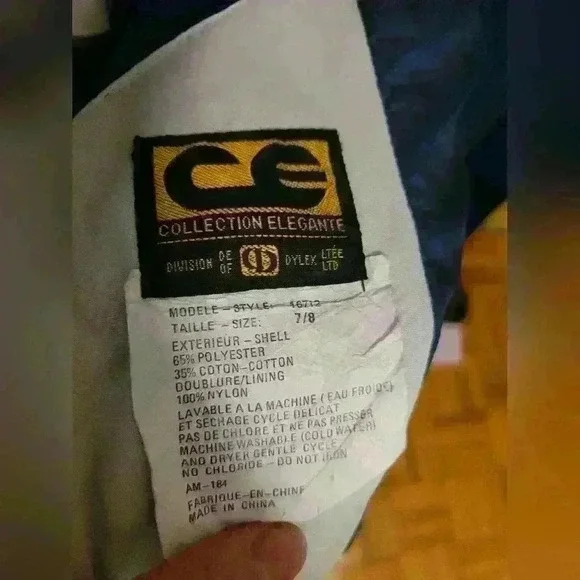 CE
COLLECTION ELEGANTE
DIVISION DE OF DYLEX LTÉE LTD
MODELE-STYLE: 16712
TAILLE-SIZE: 7/8
EXTERIEUR-SHELL
65% POLYESTER
35% COTON-COTTON
DOUBLURE/LINING
100% NYLON
LAVABLE A LA MACHINE (EAU FROIDE)
ET SECHAGE CYCLE DELICAT
PAS DE CHLORE ET NE PAS PRESSER
MACHINE WASHABLE (COLD WATER)
AND DRYER GENTLE CYCLE
NO CHLORIDE-DO NOT IRON
AM-184
FABRIQUE-EN-CHINE
MADE IN CHINA